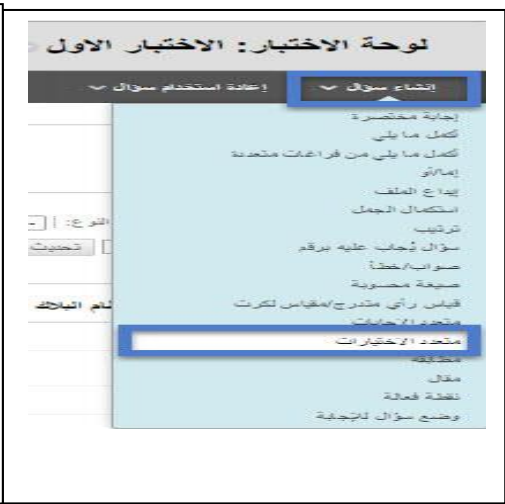 لوحة الاختبار: الاختبار الاول
إنشاء سؤال إعادة استخدام سؤال
إجابة مختصرة
أكمل ما يلي
أكمل ما يلي من فراغات متعددة
إما/أو
إيداع الملف
استكمال الجمل
ترتيب
سؤال يُجاب عليه برقم
صواب/خطأ
صيغة محسوبة
قياس رأي متدرج/مقياس لكرت
متعدد الإجابات
متعدد الاختيارات
مطابقة
مقال
نقطة فعالة
وضع سؤال للإجابة
النوع:
تحديث